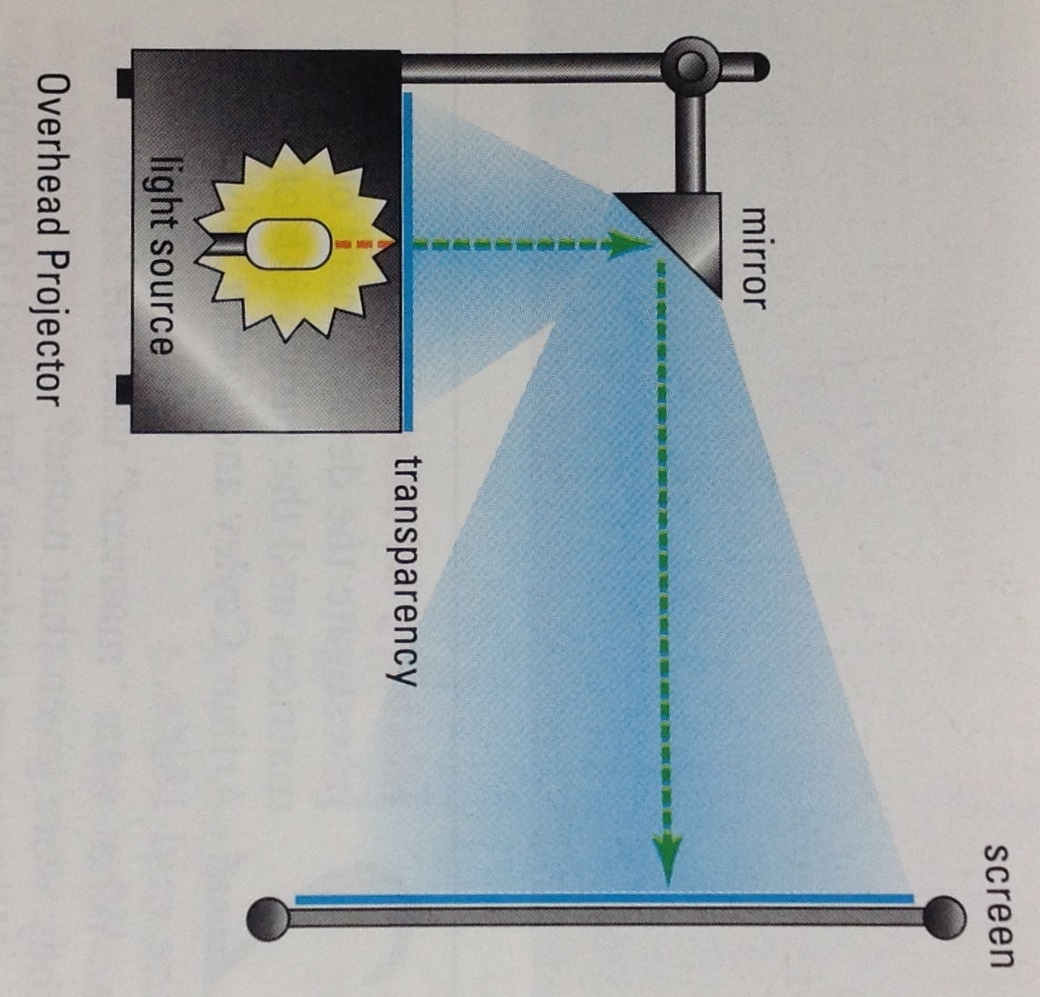 screen
mirror
transparency
light source
Overhead Projector